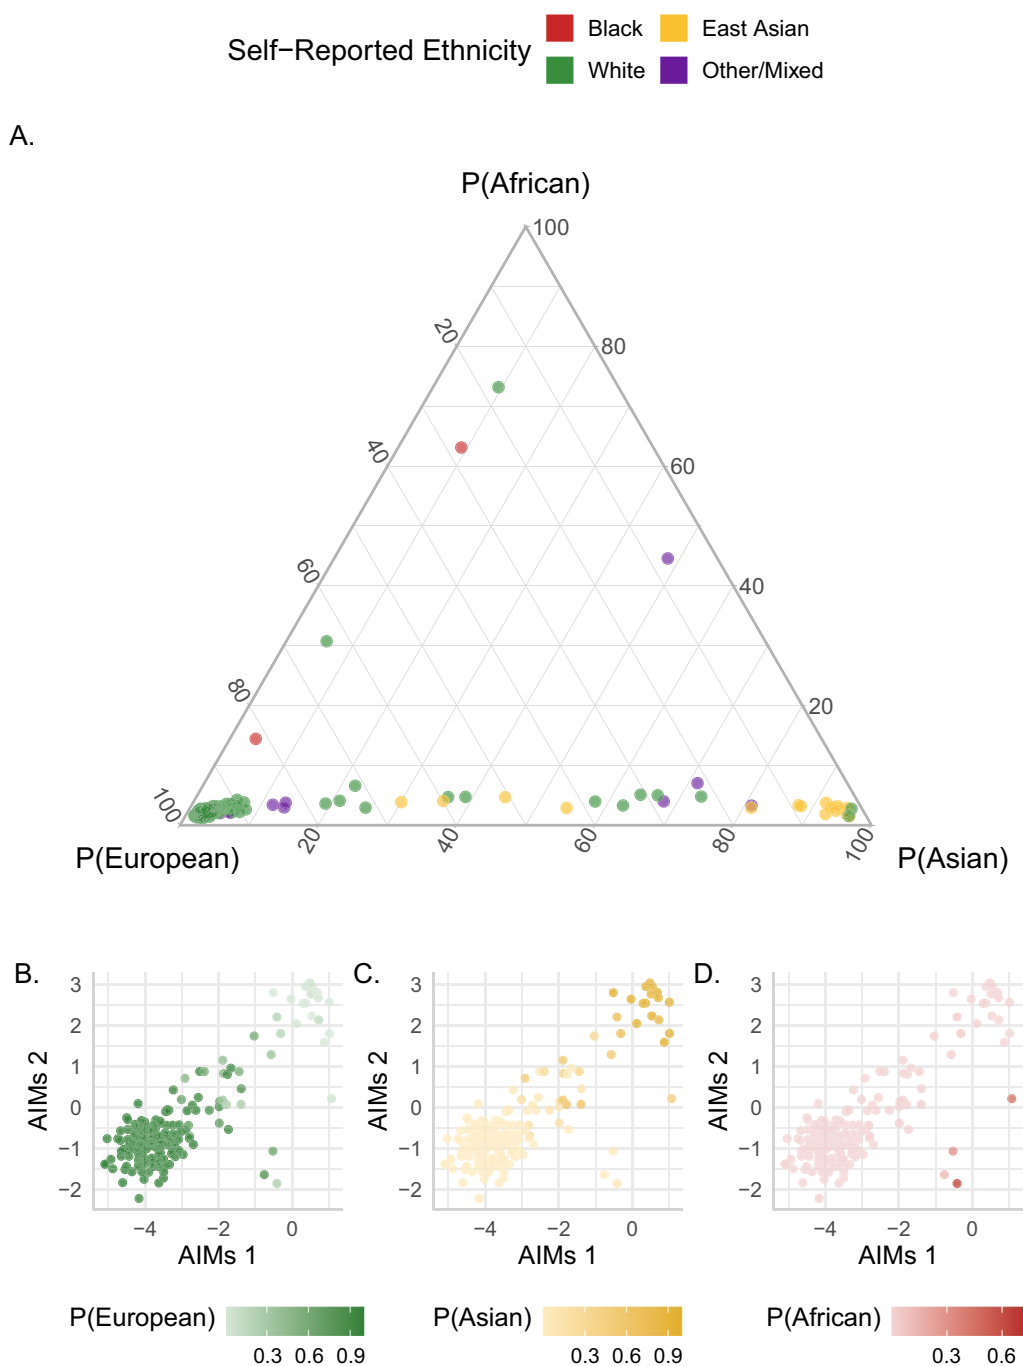 Self−Reported Ethnicity
Black
East Asian
White
Other/Mixed
A.
P(African)
100
20
80
40
60
60
40
80
20
100
20
40
60
80
100
P(European)
P(Asian)
B.
C.
D.
3
2
1
0
−1
−2
AIMs 2
−4
−2
0
AIMs 1
3
2
1
0
−1
−2
AIMs 2
−4
−2
0
AIMs 1
3
2
1
0
−1
−2
AIMs 2
−4
−2
0
AIMs 1
P(European)
0.3 0.6 0.9
P(Asian)
0.3 0.6 0.9
P(African)
0.3 0.6